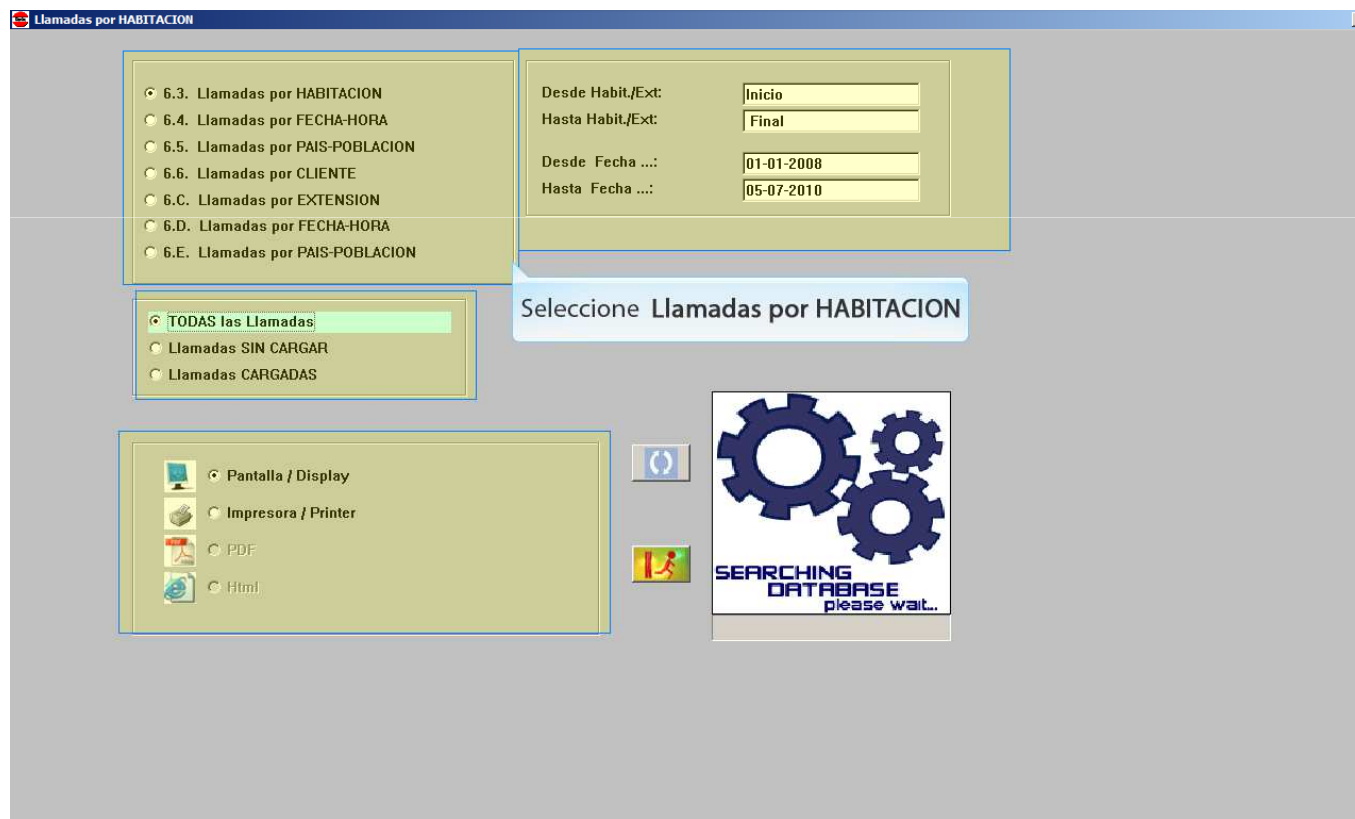 Llamadas por HABITACION
6.3. Llamadas por HABITACION
6.4. Llamadas por FECHA-HORA
6.5. Llamadas por PAIS-POBLACION
6.6. Llamadas por CLIENTE
6.C. Llamadas por EXTENSION
6.D. Llamadas por FECHA-HORA
6.E. Llamadas por PAIS-POBLACION
Desde Habit./Ext: Inicio
Hasta Habit./Ext: Final
Desde Fecha ...: 01-01-2008
Hasta Fecha ...: 05-07-2010
Seleccione Llamadas por HABITACION
TODAS las Llamadas
Llamadas SIN CARGAR
Llamadas CARGADAS
Pantalla / Display
Impresora / Printer
PDF
Html
SEARCHING
DATABASE
please wait...